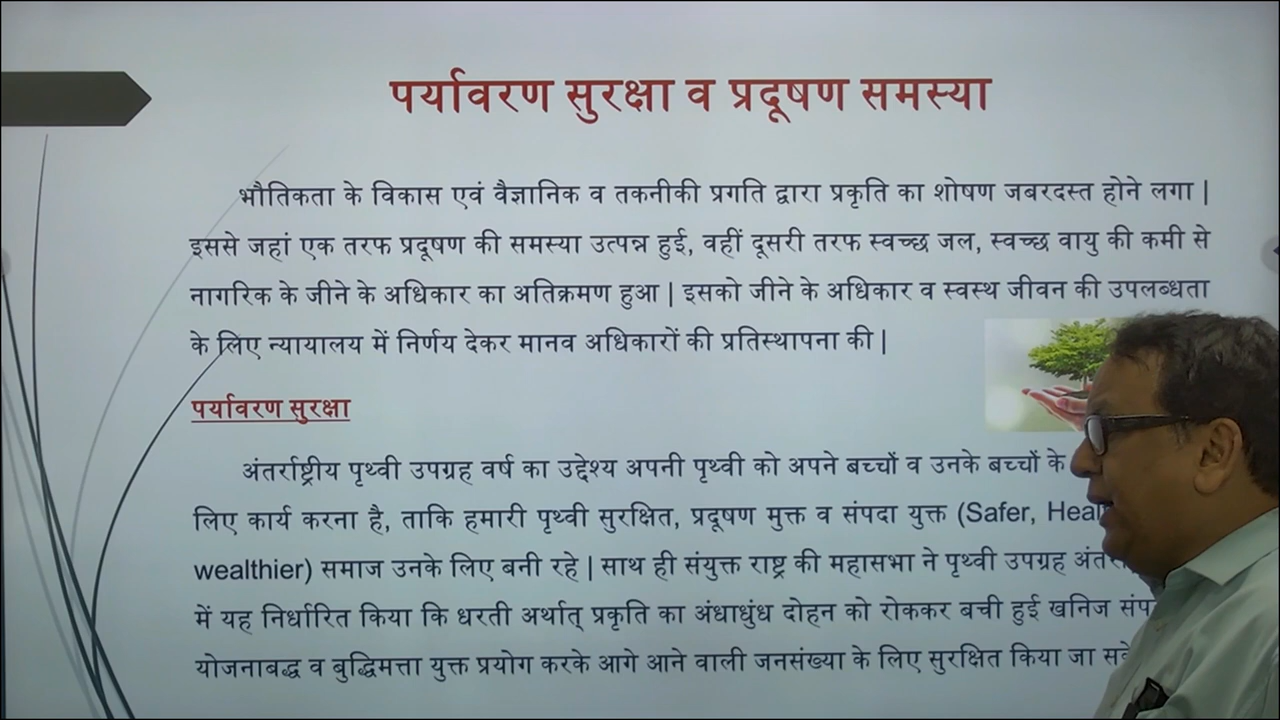 पर्यावरण सुरक्षा व प्रदूषण समस्या
भौतिकता के विकास एवं वैज्ञानिक व तकनीकी प्रगति द्वारा प्रकृति का शोषण जबरदस्त होने लगा |
इससे जहां एक तरफ प्रदूषण की समस्या उत्पन्न हुई, वहीं दूसरी तरफ स्वच्छ जल, स्वच्छ वायु की कमी से
नागरिक के जीने के अधिकार का अतिक्रमण हुआ | इसको जीने के अधिकार व स्वस्थ जीवन की उपलब्धता
के लिए न्यायालय में निर्णय देकर मानव अधिकारों की प्रतिस्थापना की |
पर्यावरण सुरक्षा
अंतर्राष्ट्रीय पृथ्वी उपग्रह वर्ष का उद्देश्य अपनी पृथ्वी को अपने बच्चों व उनके बच्चों के
लिए कार्य करना है, ताकि हमारी पृथ्वी सुरक्षित, प्रदूषण मुक्त व संपदा युक्त (Safer,
wealthier) समाज उनके लिए बनी रहे | साथ ही संयुक्त राष्ट्र की महासभा ने पृथ्वी उपग्रह
में यह निर्धारित किया कि धरती अर्थात् प्रकृति का अंधाधुंध दोहन को रोककर बची हुई खनिज
योजनाबद्ध व बुद्धिमत्ता युक्त प्रयोग करके आगे आने वाली जनसंख्या के लिए सुरक्षित किया जा